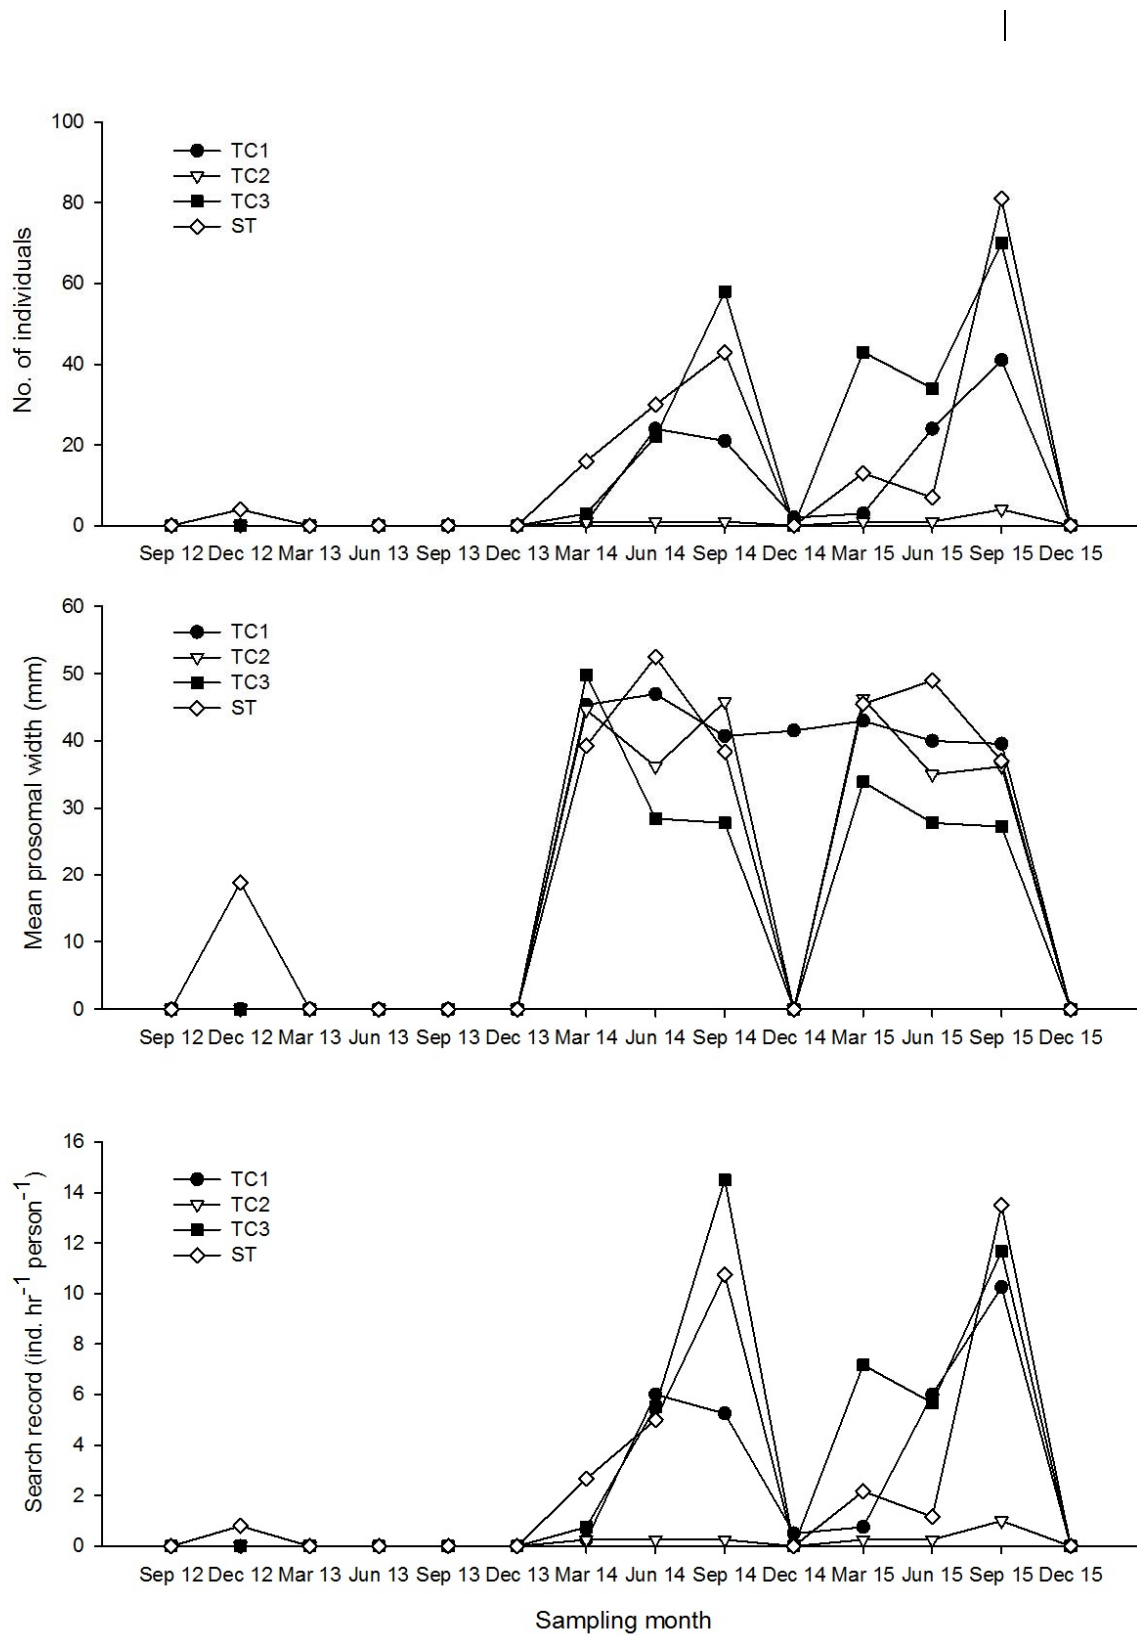 100
80
60
40
20
0
No. of individuals
TC1
TC2
TC3
ST
Sep 12 Dec 12 Mar 13 Jun 13 Sep 13 Dec 13 Mar 14 Jun 14 Sep 14 Dec 14 Mar 15 Jun 15 Sep 15 Dec 15
60
50
40
30
20
10
0
Mean prosomal width (mm)
TC1
TC2
TC3
ST
Sep 12 Dec 12 Mar 13 Jun 13 Sep 13 Dec 13 Mar 14 Jun 14 Sep 14 Dec 14 Mar 15 Jun 15 Sep 15 Dec 15
16
14
12
10
8
6
4
2
0
Search record (ind. hr⁻¹ person⁻¹)
TC1
TC2
TC3
ST
Sep 12 Dec 12 Mar 13 Jun 13 Sep 13 Dec 13 Mar 14 Jun 14 Sep 14 Dec 14 Mar 15 Jun 15 Sep 15 Dec 15
Sampling month